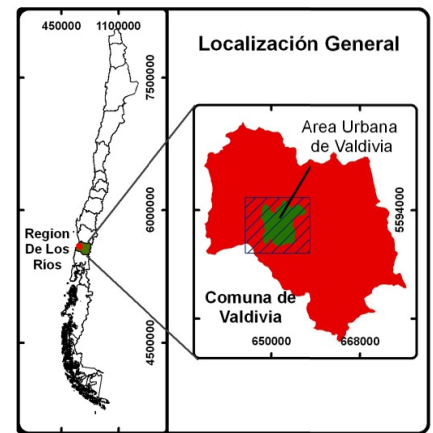 450000 1100000
Localización General
7500000
Area Urbana
de Valdivia
6000000
5594000
Region
De Los
Ríos
Comuna de
Valdivia
4500000
650000 668000